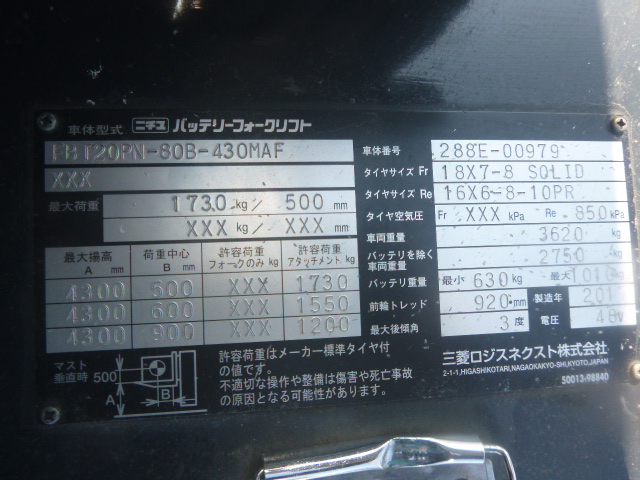 車体型式 ニチユ バッテリーフォークリフト
FBT20PN-80B-430MAF
XXX
最大荷重 1730 kg/ 500 mm
XXX kg/ XXX mm
最大揚高 A mm 荷重中心 B mm 許容荷重 フォークのみ kg 許容荷重 アタッチメント kg
4300 500 XXX 1730
4300 600 XXX 1550
4300 900 XXX 1200
マスト垂直時 500
A
B
許容荷重はメーカー標準タイヤ付
の値です。
不適切な操作や整備は傷害や死亡事故
の原因となる可能性があります。
車体番号 288E-00979
タイヤサイズ Fr 18X7-8 SOLID
タイヤサイズ Re 16X6-8-10PR
タイヤ空気圧 Fr XXX kPa Re 850 kPa
車両重量 3620 kg
バッテリを除く車両重量 2750 kg
バッテリ重量 最小 630 kg 最大
前輪トレッド 920 mm 製造年 201
最大後傾角 3 度 電圧 48 V
三菱ロジスネクスト株式会社
2-1-1,HIGASHIKOTARI,NAGAOKAKYO-SHI,KYOTO,JAPAN
50013-98840